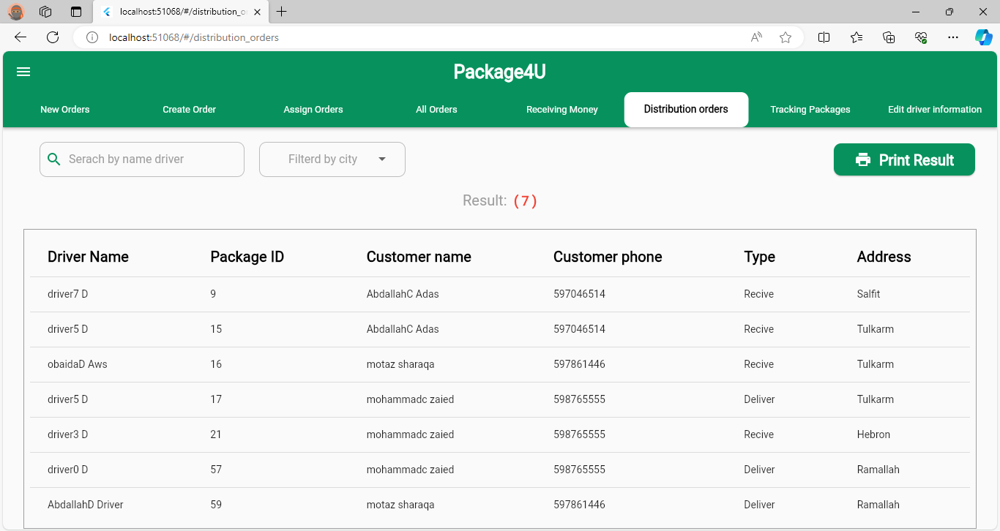 localhost:51068/#/distribution_o
localhost:51068/#/distribution_orders
Package4U
New Orders Create Order Assign Orders All Orders Receiving Money Distribution orders Tracking Packages Edit driver information
Serach by name driver Filterd by city Print Result
Result: (7)
Driver Name Package ID Customer name Customer phone Type Address
driver7 D 9 AbdallahC Adas 597046514 Recive Salfit
driver5 D 15 AbdallahC Adas 597046514 Recive Tulkarm
obaidaD Aws 16 motaz sharaqa 597861446 Recive Tulkarm
driver5 D 17 mohammadc zaied 598765555 Deliver Tulkarm
driver3 D 21 mohammadc zaied 598765555 Recive Hebron
driver0 D 57 mohammadc zaied 598765555 Deliver Ramallah
AbdallahD Driver 59 motaz sharaqa 597861446 Deliver Ramallah